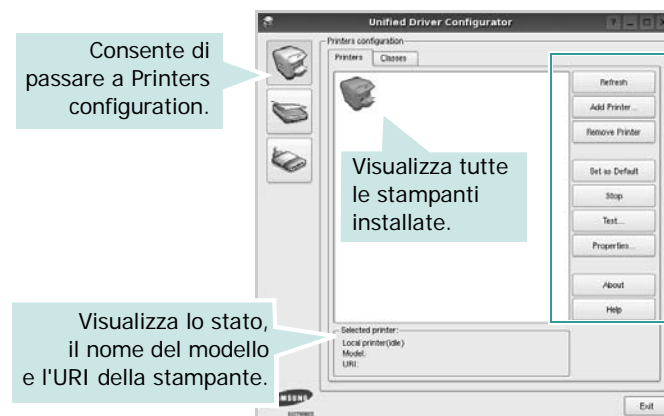 Unified Driver Configurator
Consente di
passare a Printers
configuration.
Printers configuration
Printers
Classes
Refresh
Add Printer...
Remove Printer
Set as Default
Stop
Test...
Properties...
About
Help
Visualizza tutte
le stampanti
installate.
Visualizza lo stato,
il nome del modello
e l'URI della stampante.
Selected printer:
Local printer(idle)
Model:
URI:
ELECTRONICS
Exit